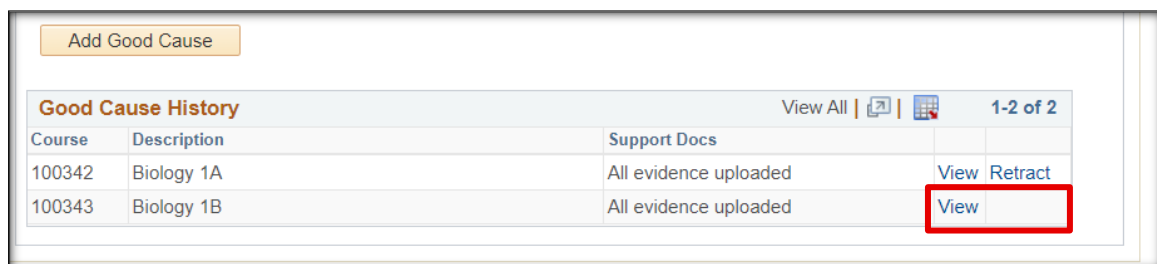 Add Good Cause
Good Cause History View All | | 1-2 of 2
Course Description Support Docs
100342 Biology 1A All evidence uploaded View Retract
100343 Biology 1B All evidence uploaded View